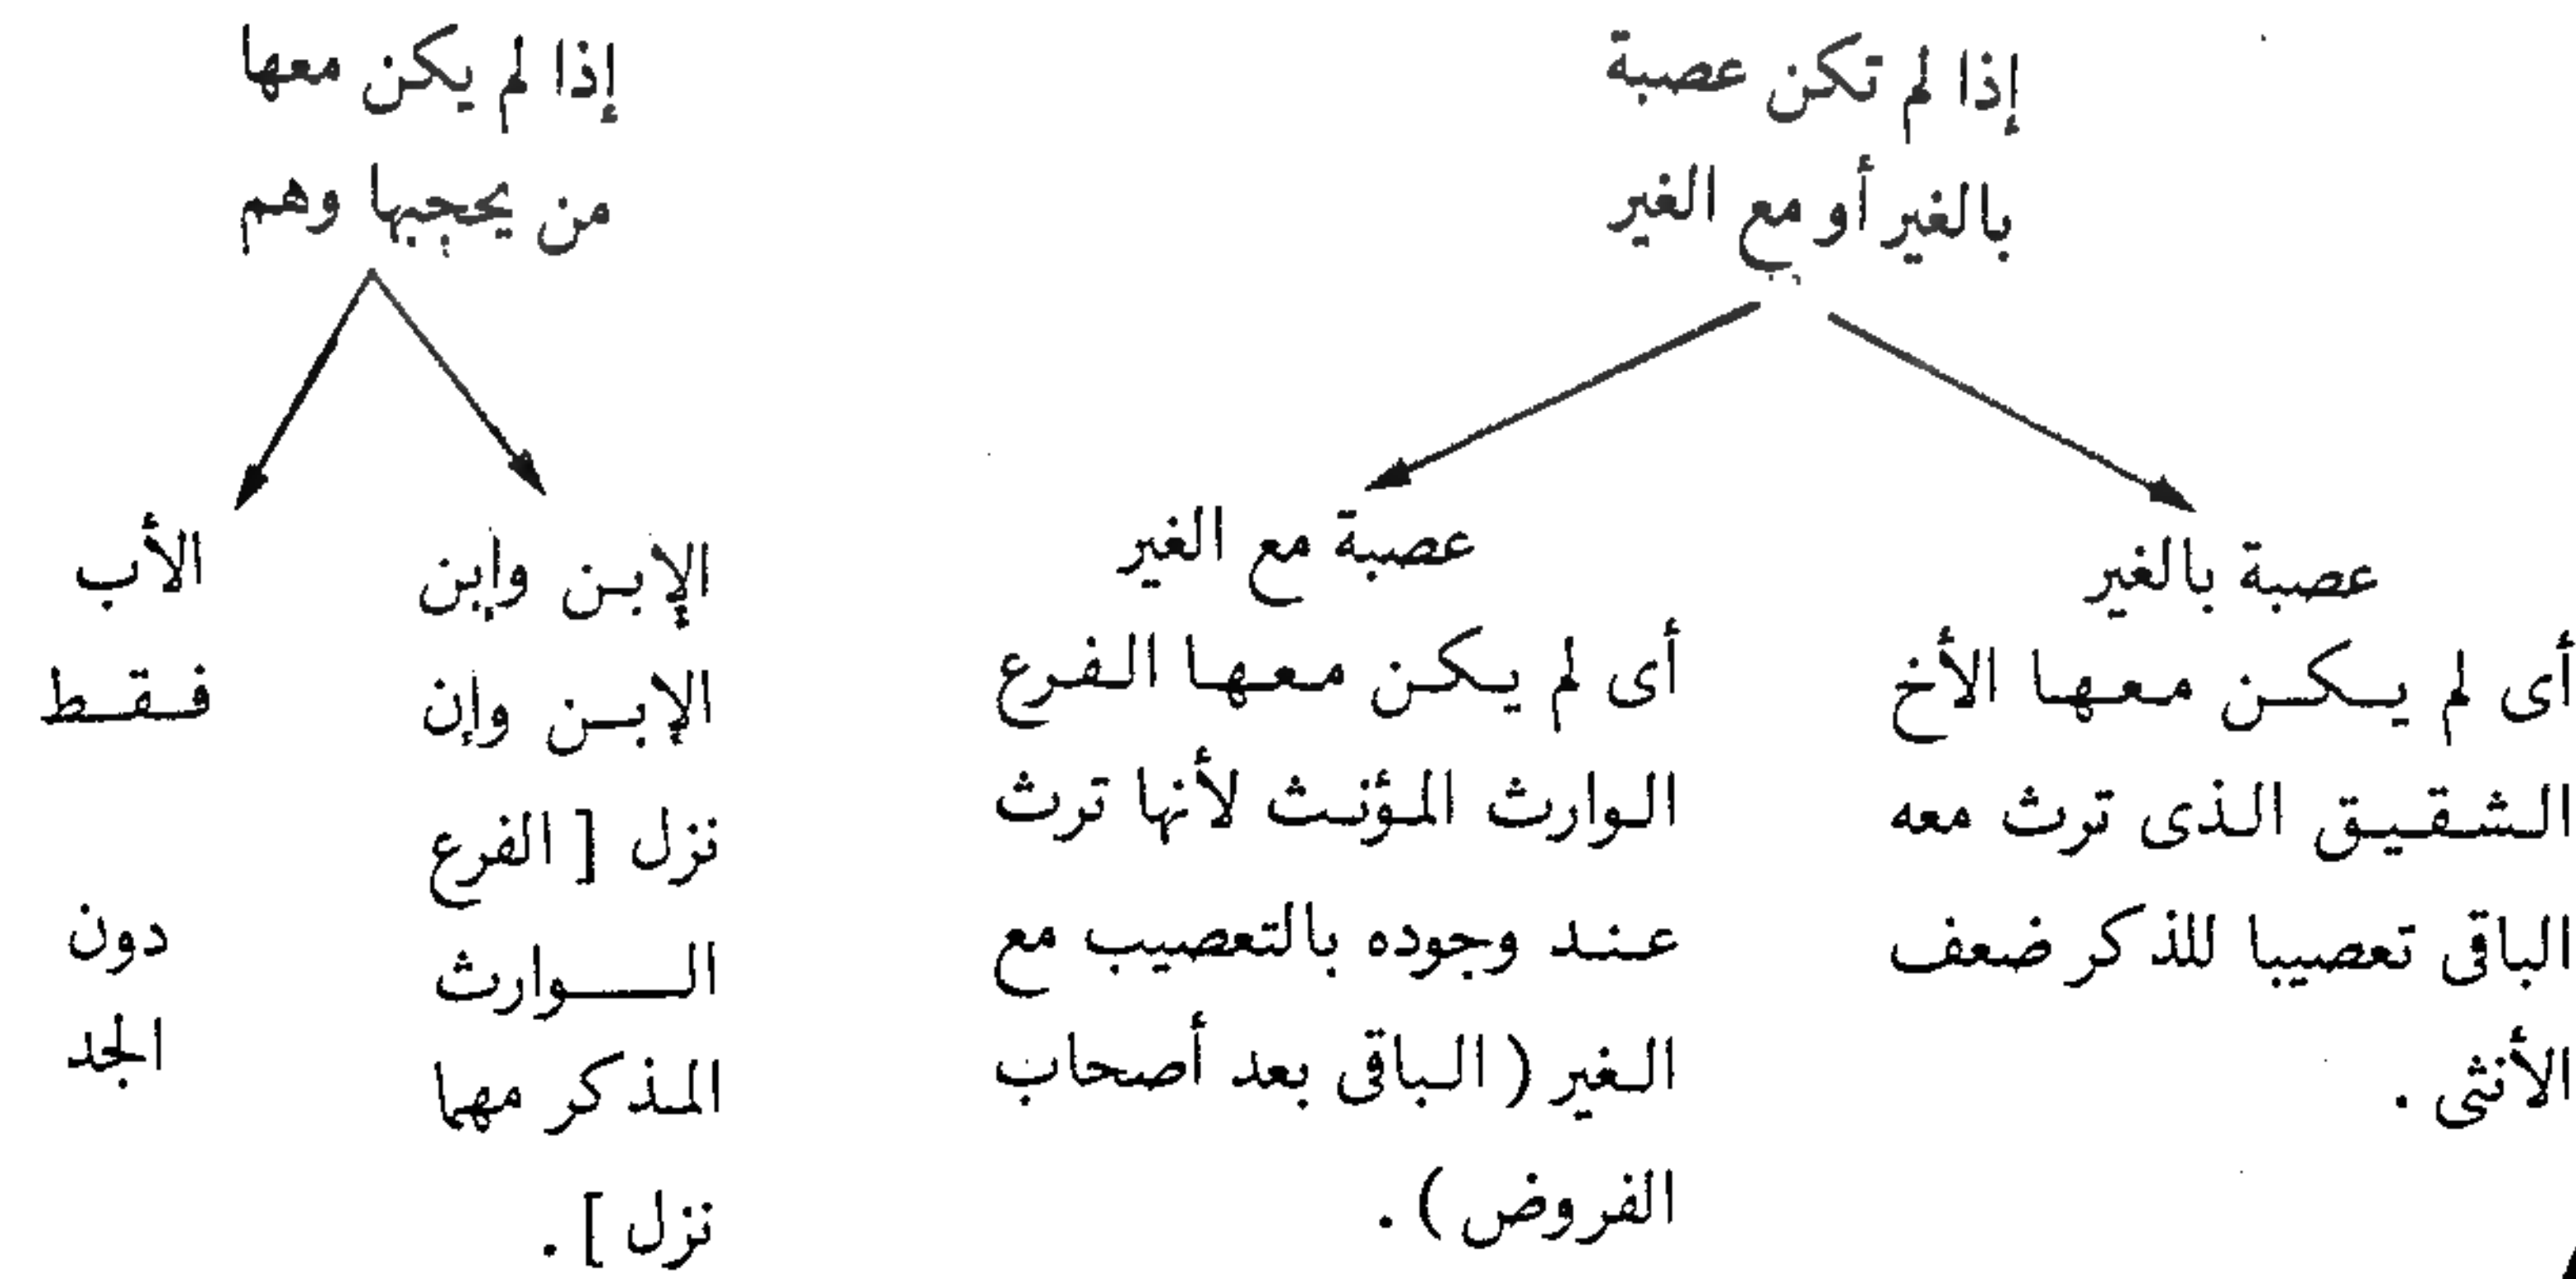 إذا لم تكن عصبة
بالغير أو مع الغير
عصبة بالغير
أى لم يكن معها الأخ
الشقيق الذى ترث معه
الباقى تعصيبا للذكر ضعف
الأنثى .
عصبة مع الغير
أى لم يكن معها الفرع
الوارث المؤنث لأنها ترث
عند وجوده بالتعصيب مع
الغير ( الباقى بعد أصحاب
الفروض ) .
إذا لم يكن معها
من يحجبها وهم
الإبن وإبن
الإبن وإن
نزل [ الفرع
الوارث
المذكر مهما
نزل ] .
الأب
فقط
دون
الجد